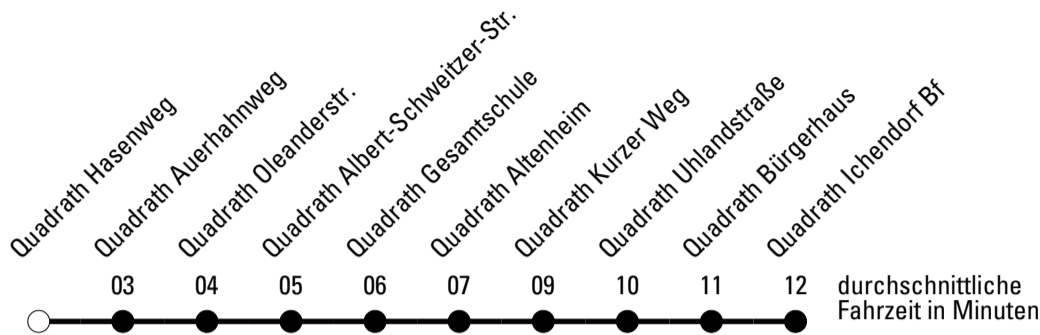 Quadrath Hasenweg
Quadrath Auerhahnweg
Quadrath Oleanderstr.
Quadrath Albert-Schweitzer-Str.
Quadrath Gesamtschule
Quadrath Altenheim
Quadrath Kurzer Weg
Quadrath Uhlandstraße
Quadrath Bürgerhaus
Quadrath Ichendorf Bf
03 04 05 06 07 09 10 11 12
durchschnittliche
Fahrzeit in Minuten